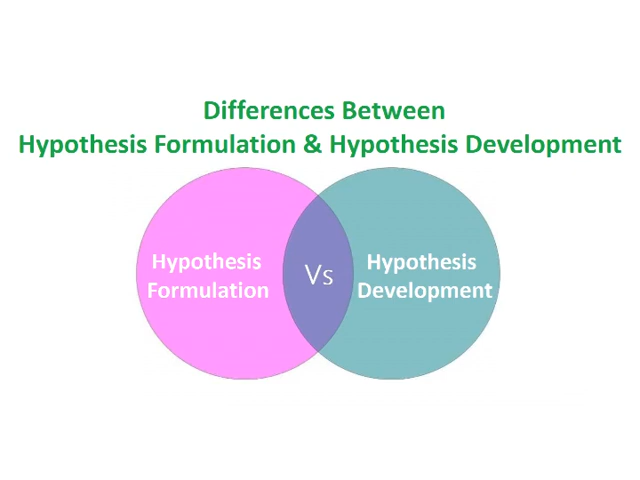 Differences Between
Hypothesis Formulation & Hypothesis Development
Hypothesis
Formulation
Vs
Hypothesis
Development